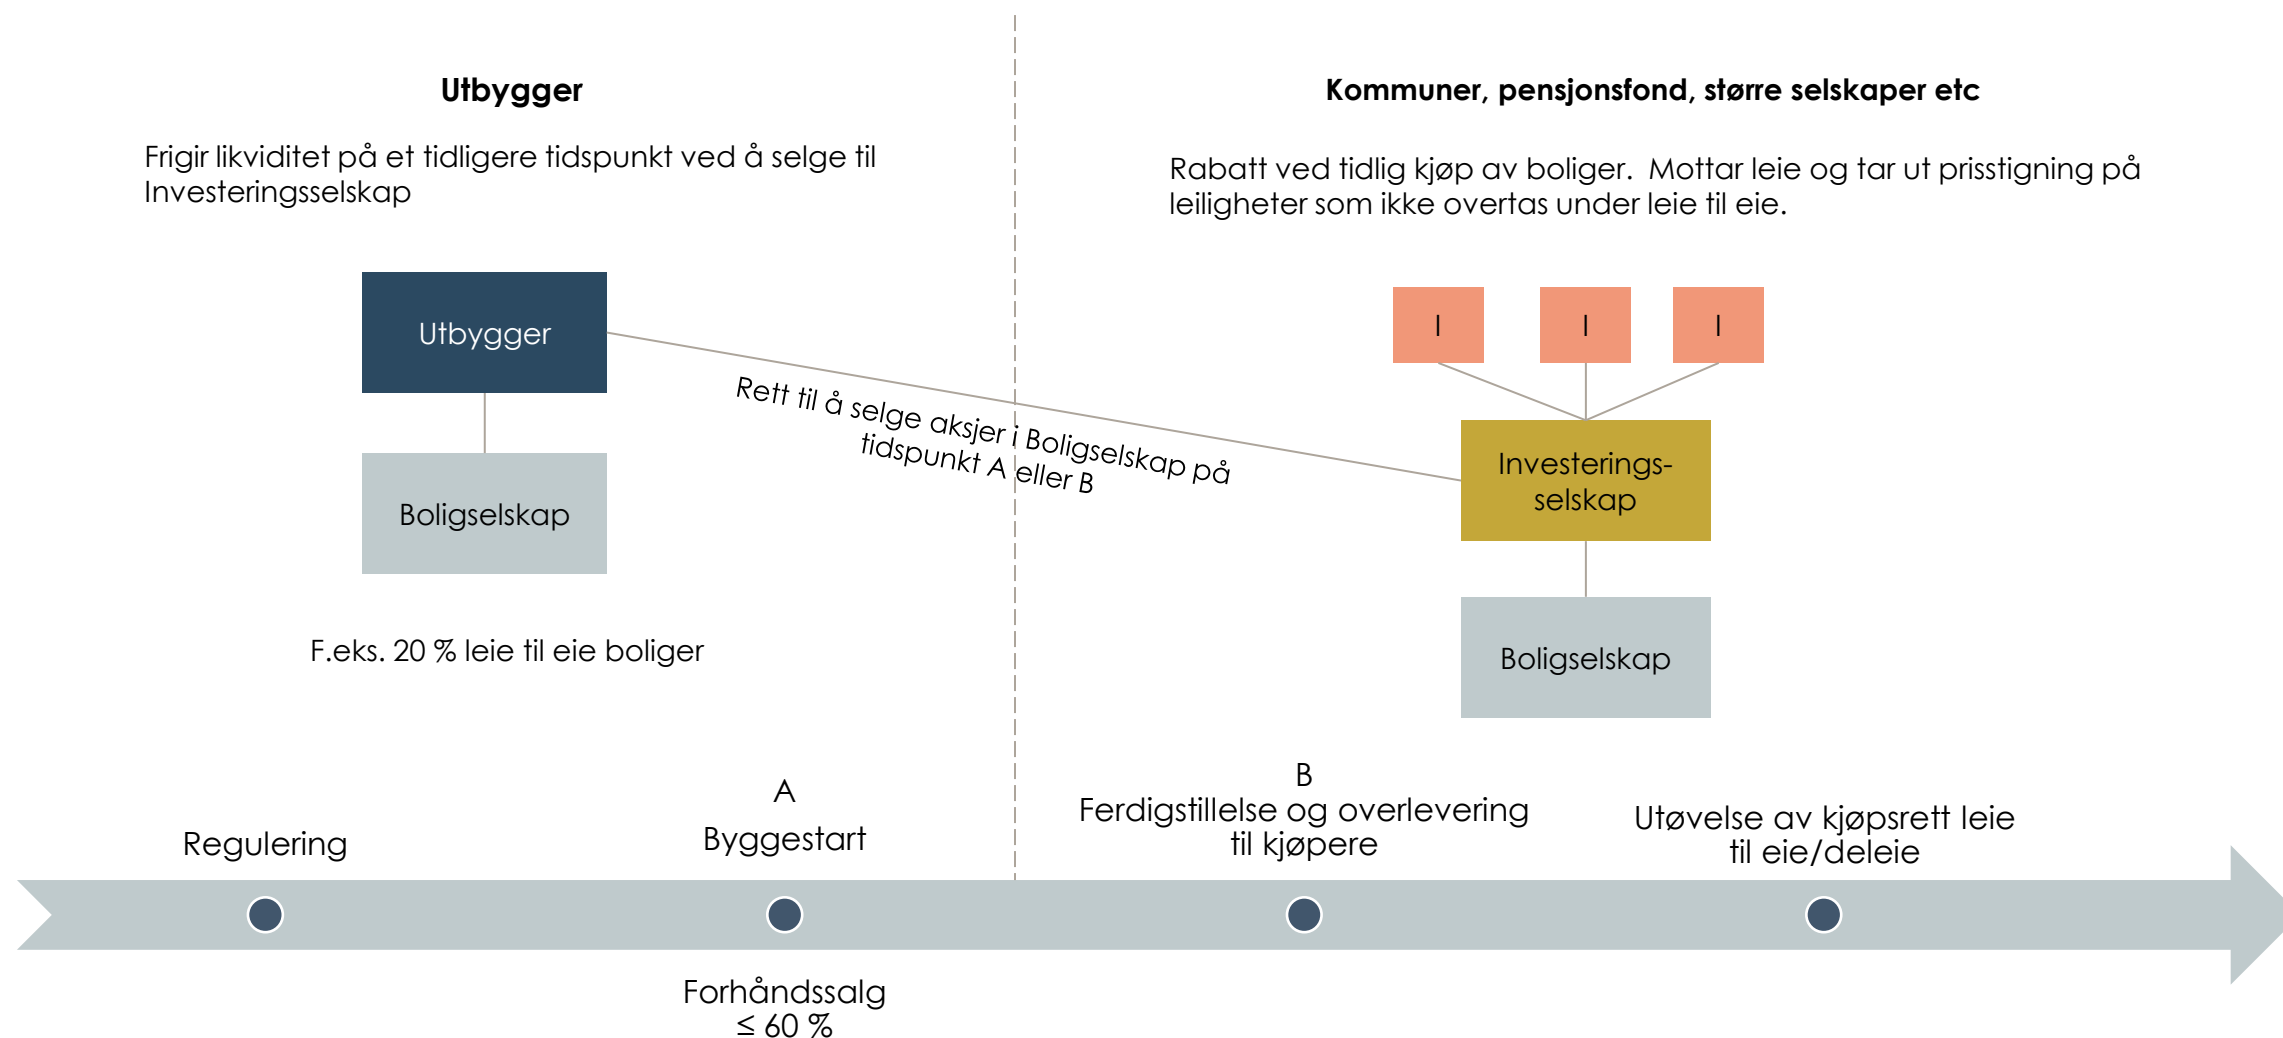 Utbygger
Frigir likviditet på et tidligere tidspunkt ved å selge til
Investeringsselskap
Utbygger
Boligselskap
F.eks. 20 % leie til eie boliger
Rett til å selge aksjer i Boligselskap på
tidspunkt A eller B
Kommuner, pensjonsfond, større selskaper etc
Rabatt ved tidlig kjøp av boliger.  Mottar leie og tar ut prisstigning på
leiligheter som ikke overtas under leie til eie.
I
I
I
Investerings-
selskap
Boligselskap
Regulering
A
Byggestart
B
Ferdigstillelse og overlevering
til kjøpere
Utøvelse av kjøpsrett leie
til eie/deleie
Forhåndssalg
≤ 60 %